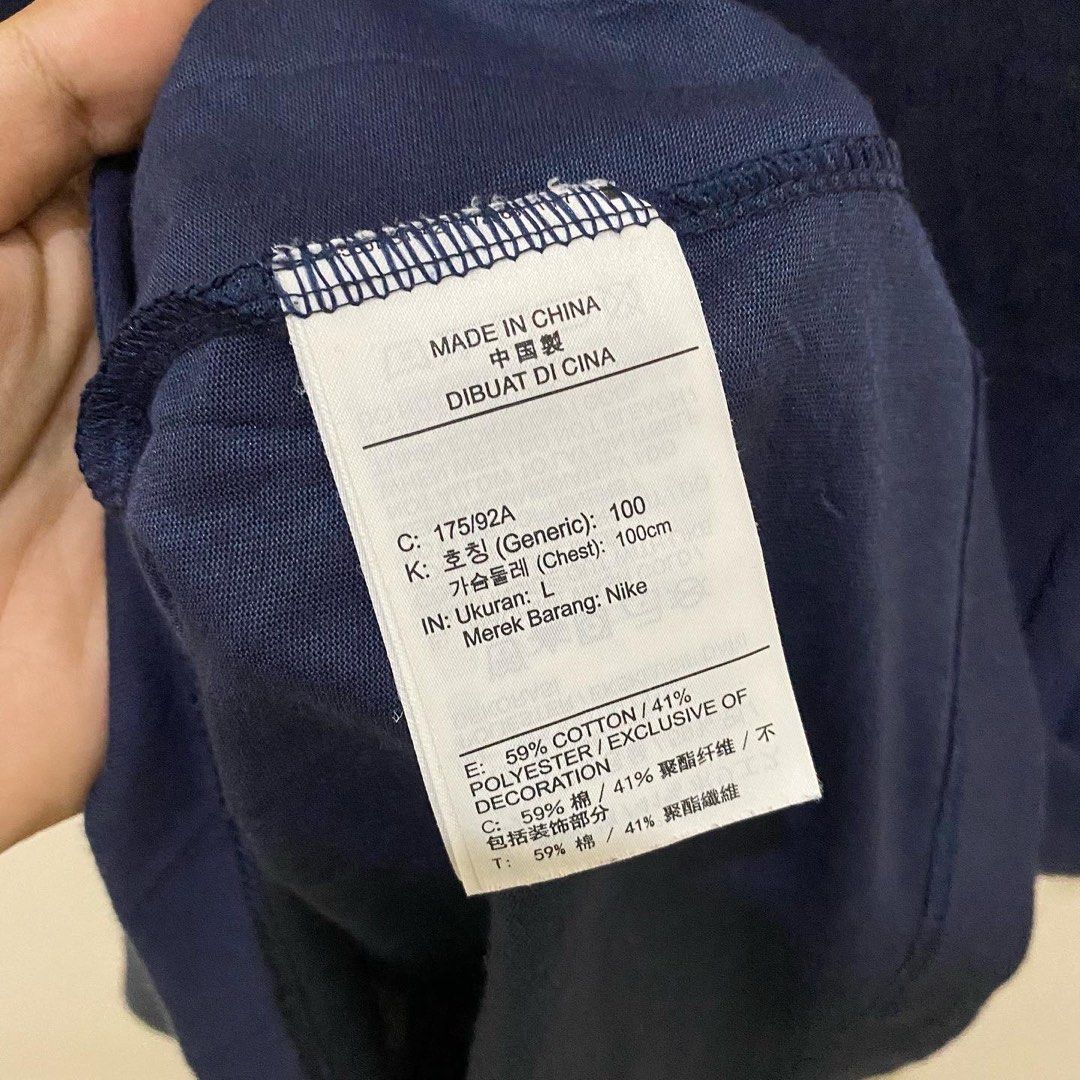 MADE IN CHINA
中国製
DIBUAT DI CINA
C: 175/92A
K: 호칭 (Generic): 100
가슴둘레 (Chest): 100cm
IN: Ukuran: L
Merek Barang: Nike
E: 59% COTTON / 41%
POLYESTER / EXCLUSIVE OF
DECORATION
C: 59% 棉 / 41% 聚酯纤维 / 不
包括装饰部分
T: 59% 棉 / 41% 聚酯纖維